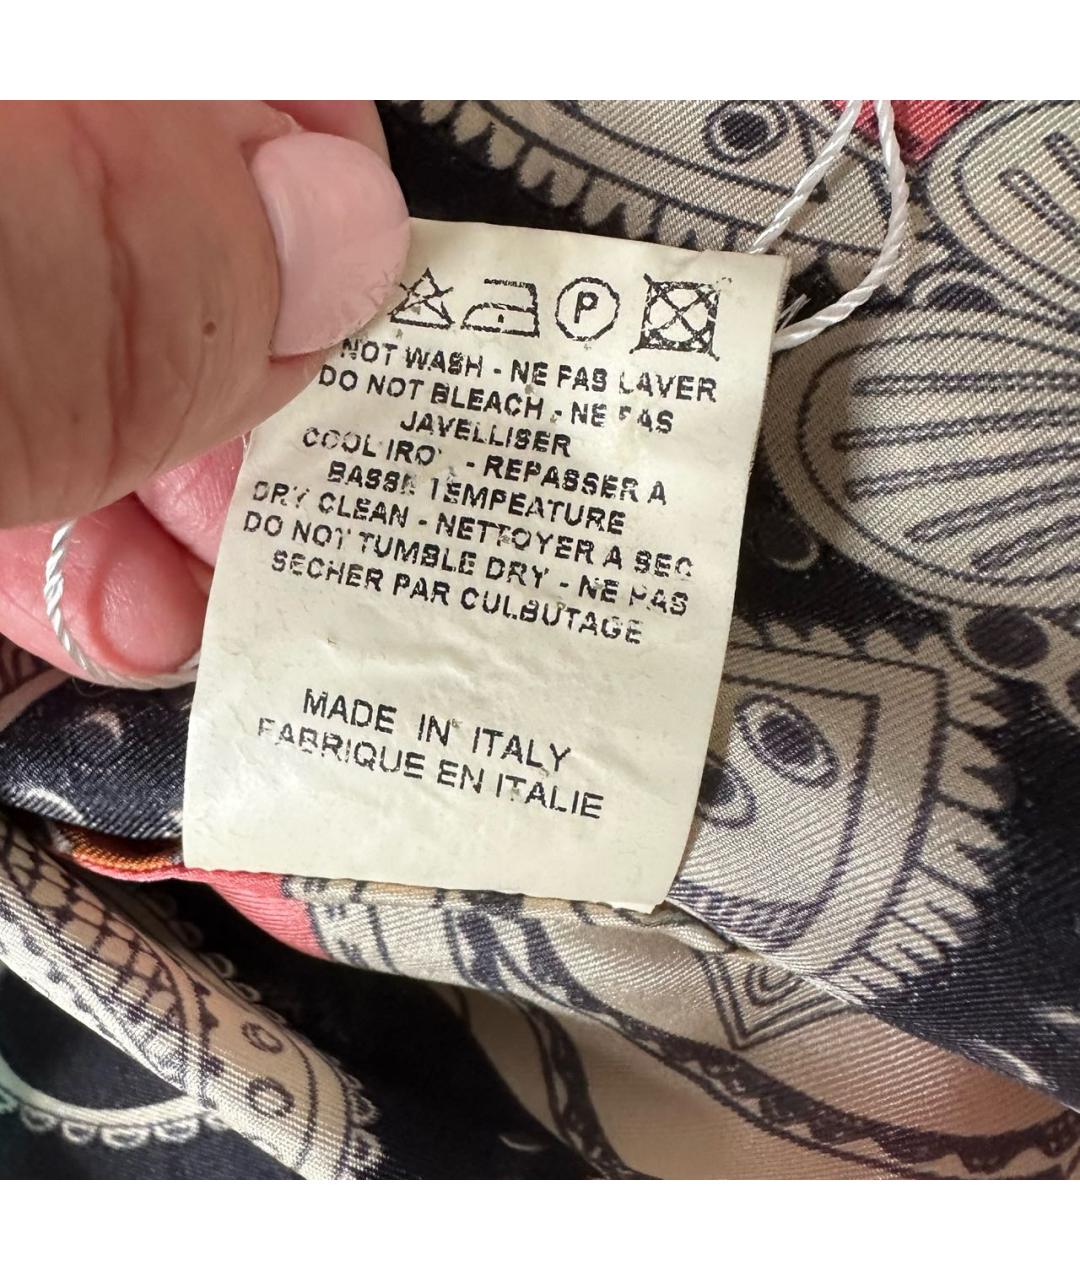 P
NOT WASH - NE PAS LAVER
DO NOT BLEACH - NE PAS
JAVELLISER
COOL IRON - REPASSER A
BASSE TEMPEATURE
DRY CLEAN - NETTOYER A SEC
DO NOT TUMBLE DRY - NE PAS
SECHER PAR CULBUTAGE
MADE IN ITALY
FABRIQUE EN ITALIE